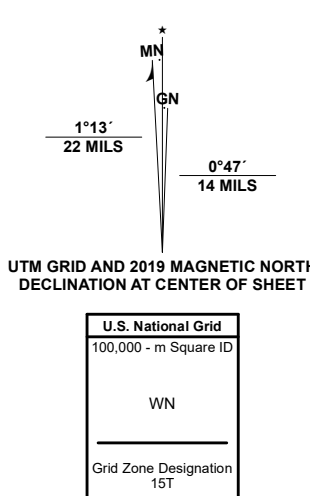 ★
MN
GN
1°13´
22 MILS
0°47´
14 MILS
UTM GRID AND 2019 MAGNETIC NORTH
DECLINATION AT CENTER OF SHEET
U.S. National Grid
100,000 - m Square ID
WN
Grid Zone Designation
15T